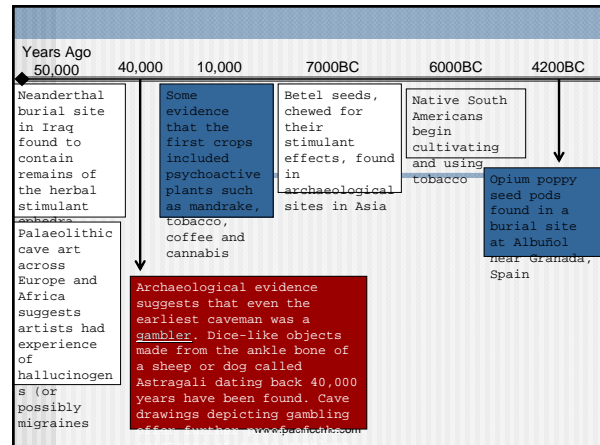 Years Ago
50,000 40,000 10,000 7000BC 6000BC 4200BC
Neanderthal
burial site
in Iraq
found to
contain
remains of
the herbal
stimulant
ephedra
Palaeolithic
cave art
across
Europe and
Africa
suggests
artists had
experience
of
hallucinogen
s (or
possibly
migraines
Some
evidence
that the
first crops
included
psychoactive
plants such
as mandrake,
tobacco,
coffee and
cannabis
Betel seeds,
chewed for
their
stimulant
effects, found
in
archaeological
sites in Asia
Native South
Americans
begin
cultivating
and using
tobacco
Opium poppy
seed pods
found in a
burial site
at Albuñol
near Granada,
Spain
Archaeological evidence
suggests that even the
earliest caveman was a
gambler. Dice-like objects
made from the ankle bone of
a sheep or dog called
Astragali dating back 40,000
years have been found. Cave
drawings depicting gambling
offer further